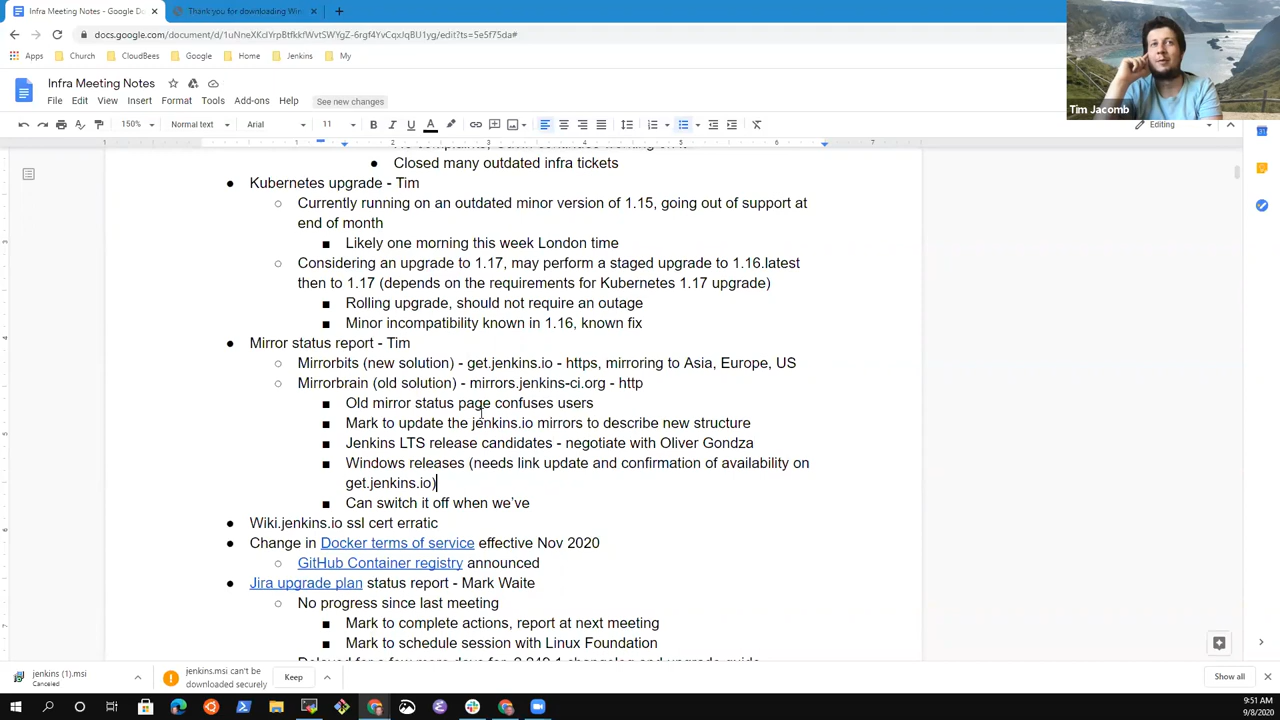 Infra Meeting Notes - Google Do
Thank you for downloading Win
docs.google.com/document/d/
Apps
Church
CloudBees
Google
Home
Jenkins
My
Infra Meeting Notes
File
Edit
View
Insert
Format
Tools
Add-ons
Help
See new changes
150%
Normal text
Arial
11
Editing
Tim Jacomb
1
1
2
3
4
5
6
7
Closed many outdated infra tickets
Kubernetes upgrade - Tim
Currently running on an outdated minor version of 1.15, going out of support at
end of month
Likely one morning this week London time
Considering an upgrade to 1.17, may perform a staged upgrade to 1.16.latest
then to 1.17 (depends on the requirements for Kubernetes 1.17 upgrade)
Rolling upgrade, should not require an outage
Minor incompatibility known in 1.16, known fix
Mirror status report - Tim
Mirrorbits (new solution) - get.jenkins.io - https, mirroring to Asia, Europe, US
Mirrorbrain (old solution) - mirrors.jenkins-ci.org - http
Old mirror status page confuses users
Mark to update the jenkins.io mirrors to describe new structure
Jenkins LTS release candidates - negotiate with Oliver Gondza
Windows releases (needs link update and confirmation of availability on
get.jenkins.io)
Can switch it off when we've
Wiki.jenkins.io ssl cert erratic
Change in Docker terms of service effective Nov 2020
GitHub Container registry announced
Jira upgrade plan status report - Mark Waite
No progress since last meeting
Mark to complete actions, report at next meeting
Mark to schedule session with Linux Foundation
jenkins (1).msi
Canceled
jenkins.msi can't be
downloaded securely
Keep
Show all
9:51 AM
9/8/2020